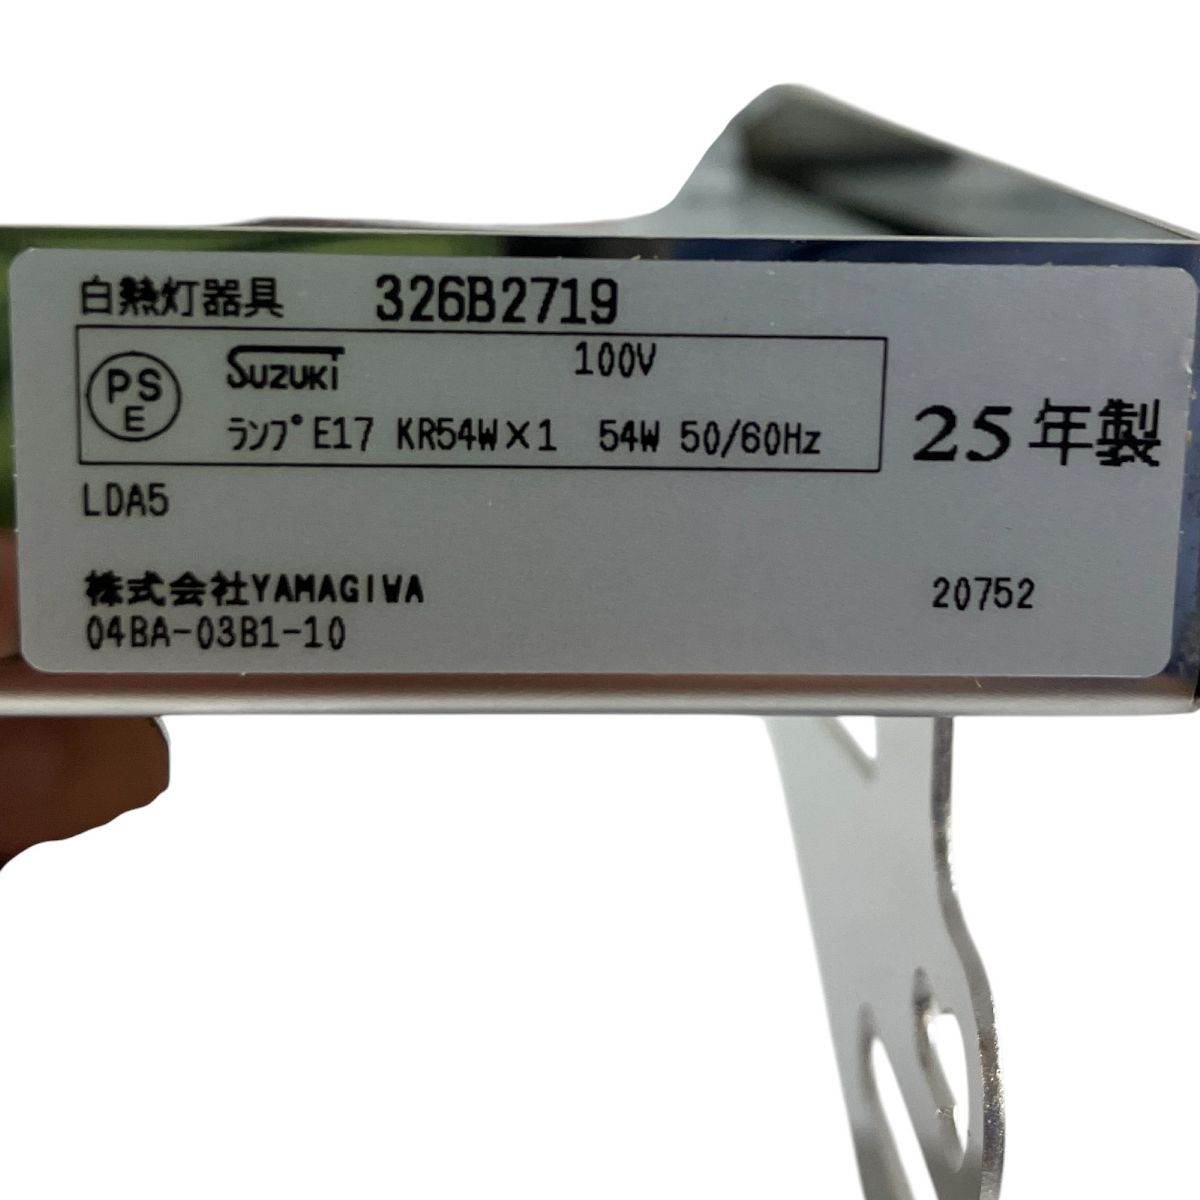 白熱灯器具 326B2719
PS
E
SUZUKi 100V
ﾗﾝﾌﾟ E17 KR54W×1 54W 50/60Hz
25年製
LDA5
株式会社YAMAGIWA
04BA-03B1-10
20752